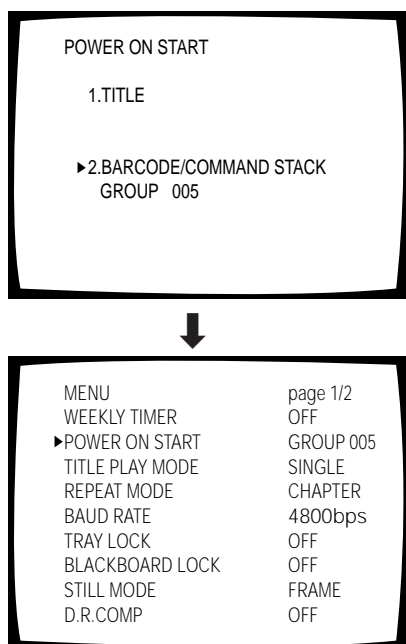 POWER ON START
1.TITLE
▶2.BARCODE/COMMAND STACK
GROUP 005
MENU page 1/2
WEEKLY TIMER OFF
▶POWER ON START GROUP 005
TITLE PLAY MODE SINGLE
REPEAT MODE CHAPTER
BAUD RATE 4800bps
TRAY LOCK OFF
BLACKBOARD LOCK OFF
STILL MODE FRAME
D.R.COMP OFF